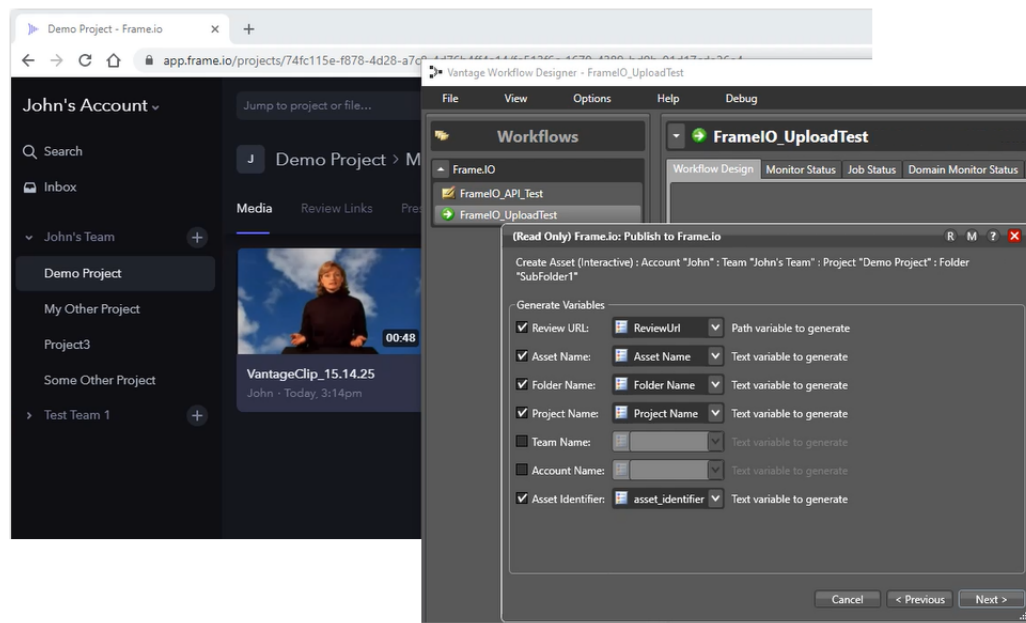 Demo Project - Frame.io
app.frame.io/projects/74fc115e-f878-4d28-a7c
John's Account
Jump to project or file...
Search
Inbox
J Demo Project > M
Media Review Links Pre
John's Team
Demo Project
My Other Project
Project3
Some Other Project
Test Team 1
00:48
VantageClip_15.14.25
John · Today, 3:14pm
Vantage Workflow Designer - FrameIO_UploadTest
File View Options Help Debug
Workflows
Frame.IO
FrameIO_API_Test
FrameIO_UploadTest
FrameIO_UploadTest
Workflow Design Monitor Status Job Status Domain Monitor Status
(Read Only) Frame.io: Publish to Frame.io R M ?
Create Asset (Interactive) : Account "John" : Team "John's Team" : Project "Demo Project" : Folder
"SubFolder1"
Generate Variables
Review URL: ReviewUrl Path variable to generate
Asset Name: Asset Name Text variable to generate
Folder Name: Folder Name Text variable to generate
Project Name: Project Name Text variable to generate
Team Name: Text variable to generate
Account Name: Text variable to generate
Asset Identifier: asset_identifier Text variable to generate
Cancel < Previous Next >